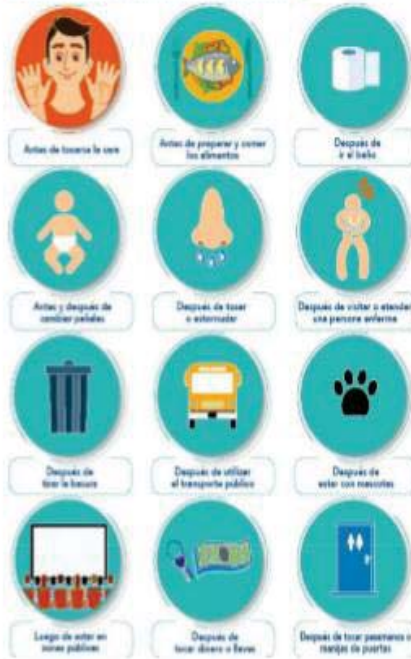 Antes de tocarse la cara
Antes de preparar y comer
los alimentos
Después de
ir al baño
Antes y después de
cambiar pañales
Después de toser
o estornudar
Después de visitar o atender
una persona enferma
Después de
tirar la basura
Después de utilizar
el transporte público
Después de
estar con mascotas
Luego de estar en
zonas públicas
Después de
tocar dinero o llaves
Después de tocar pasamanos o
manijas de puertas